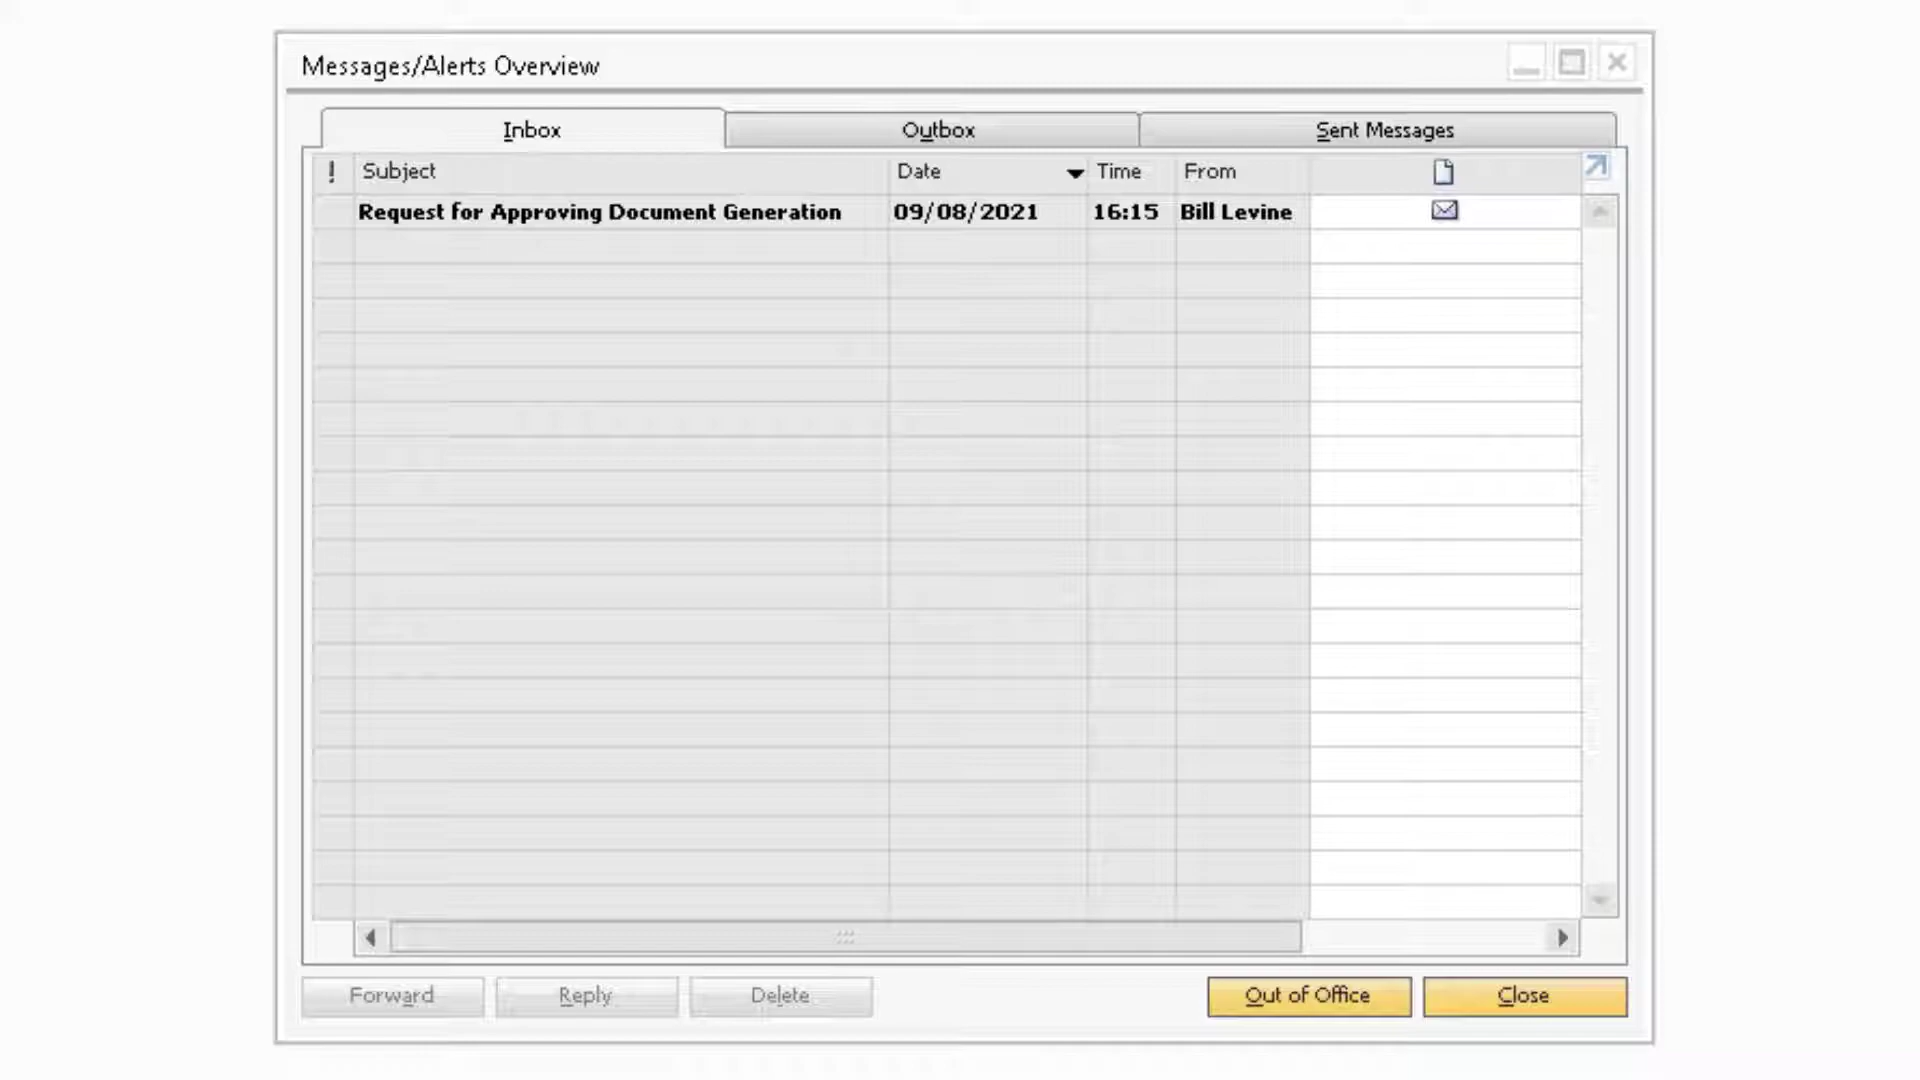 Messages/Alerts Overview
Inbox Outbox Sent Messages
! Subject Date Time From
Request for Approving Document Generation 09/08/2021 16:15 Bill Levine
Forward Reply Delete Out of Office Close